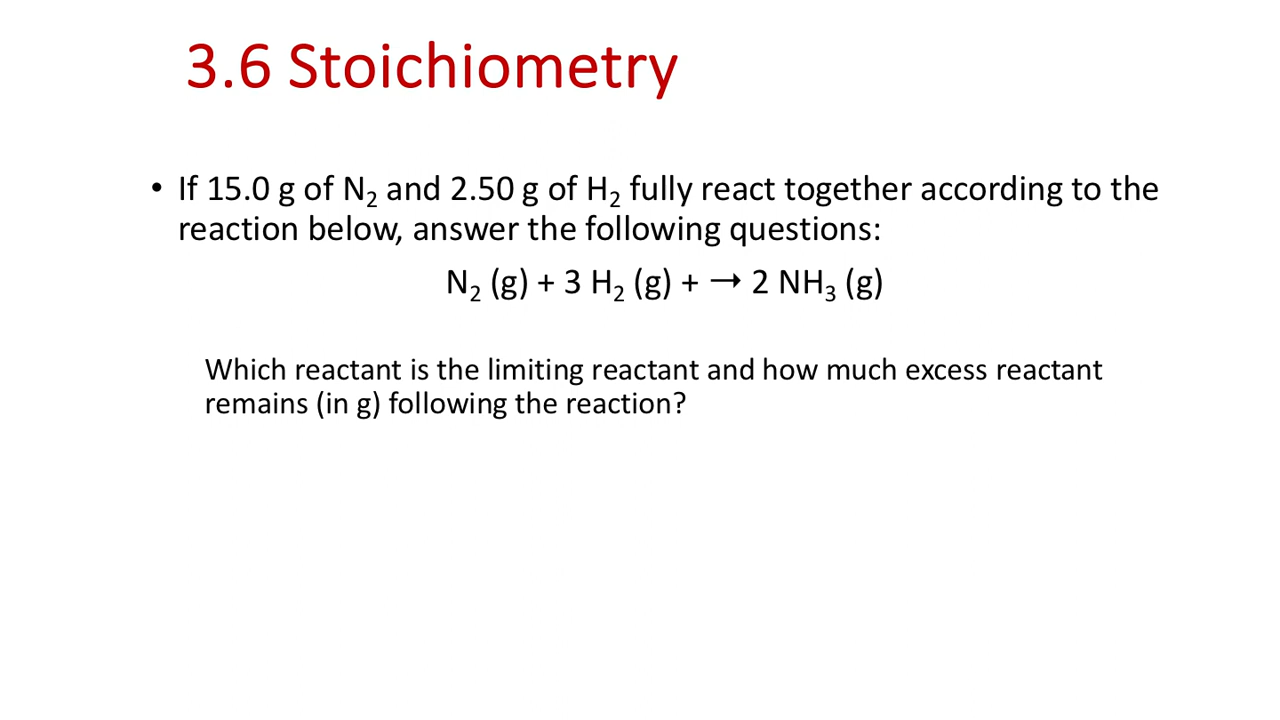 3.6 Stoichiometry
• If 15.0 g of N₂ and 2.50 g of H₂ fully react together according to the
reaction below, answer the following questions:
N₂ (g) + 3 H₂ (g) + → 2 NH₃ (g)
Which reactant is the limiting reactant and how much excess reactant
remains (in g) following the reaction?